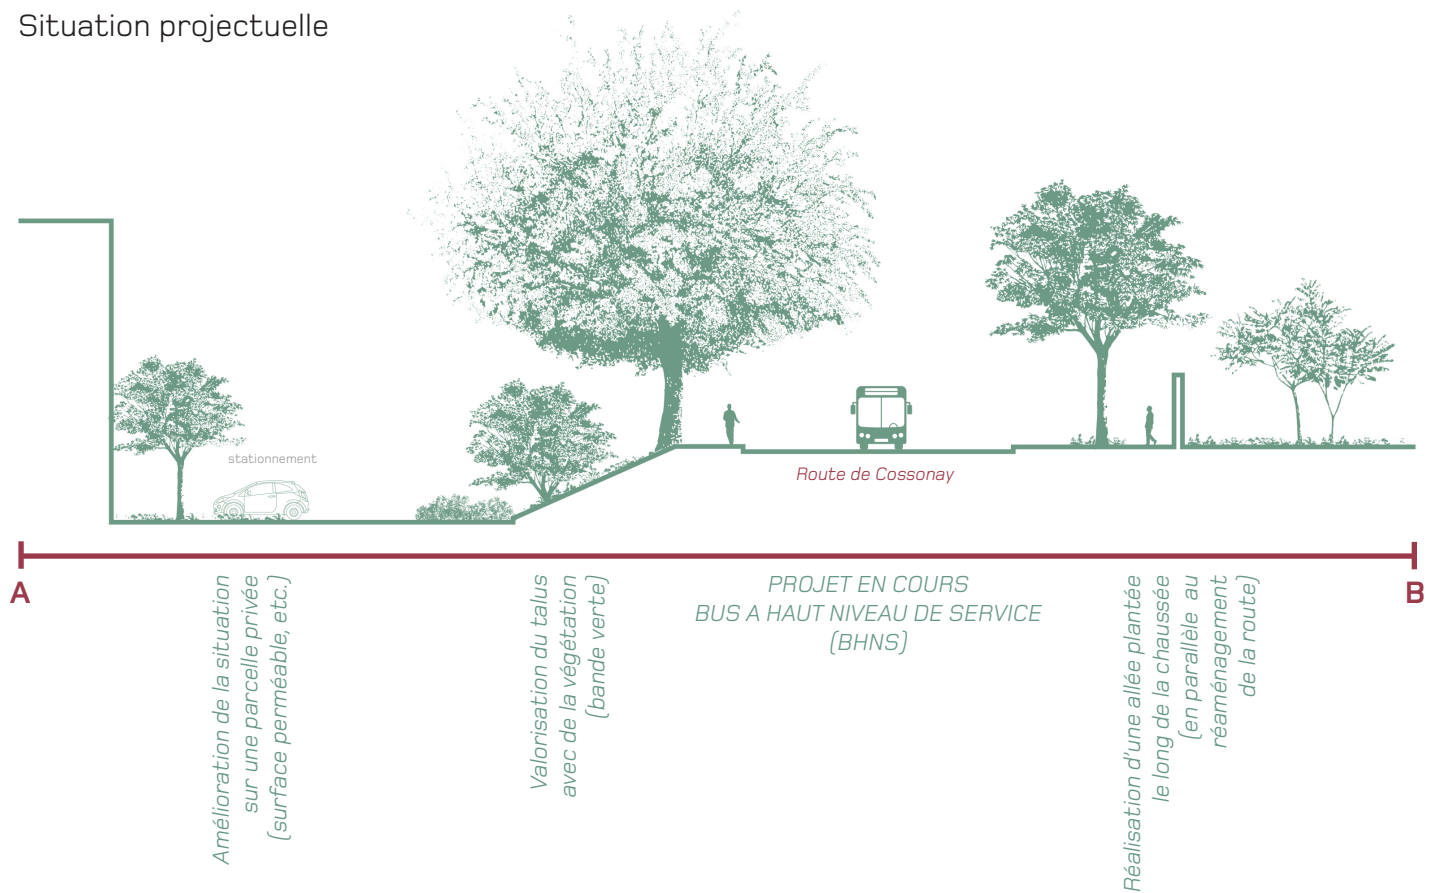 Situation projectuelle
stationnement
Route de Cossonay
A
B
Amélioration de la situation
sur une parcelle privée
(surface perméable, etc.)
Valorisation du talus
avec de la végétation
(bande verte)
PROJET EN COURS
BUS A HAUT NIVEAU DE SERVICE
(BHNS)
Réalisation d'une allée plantée
le long de la chaussée
(en parallèle au
réaménagement
de la route)